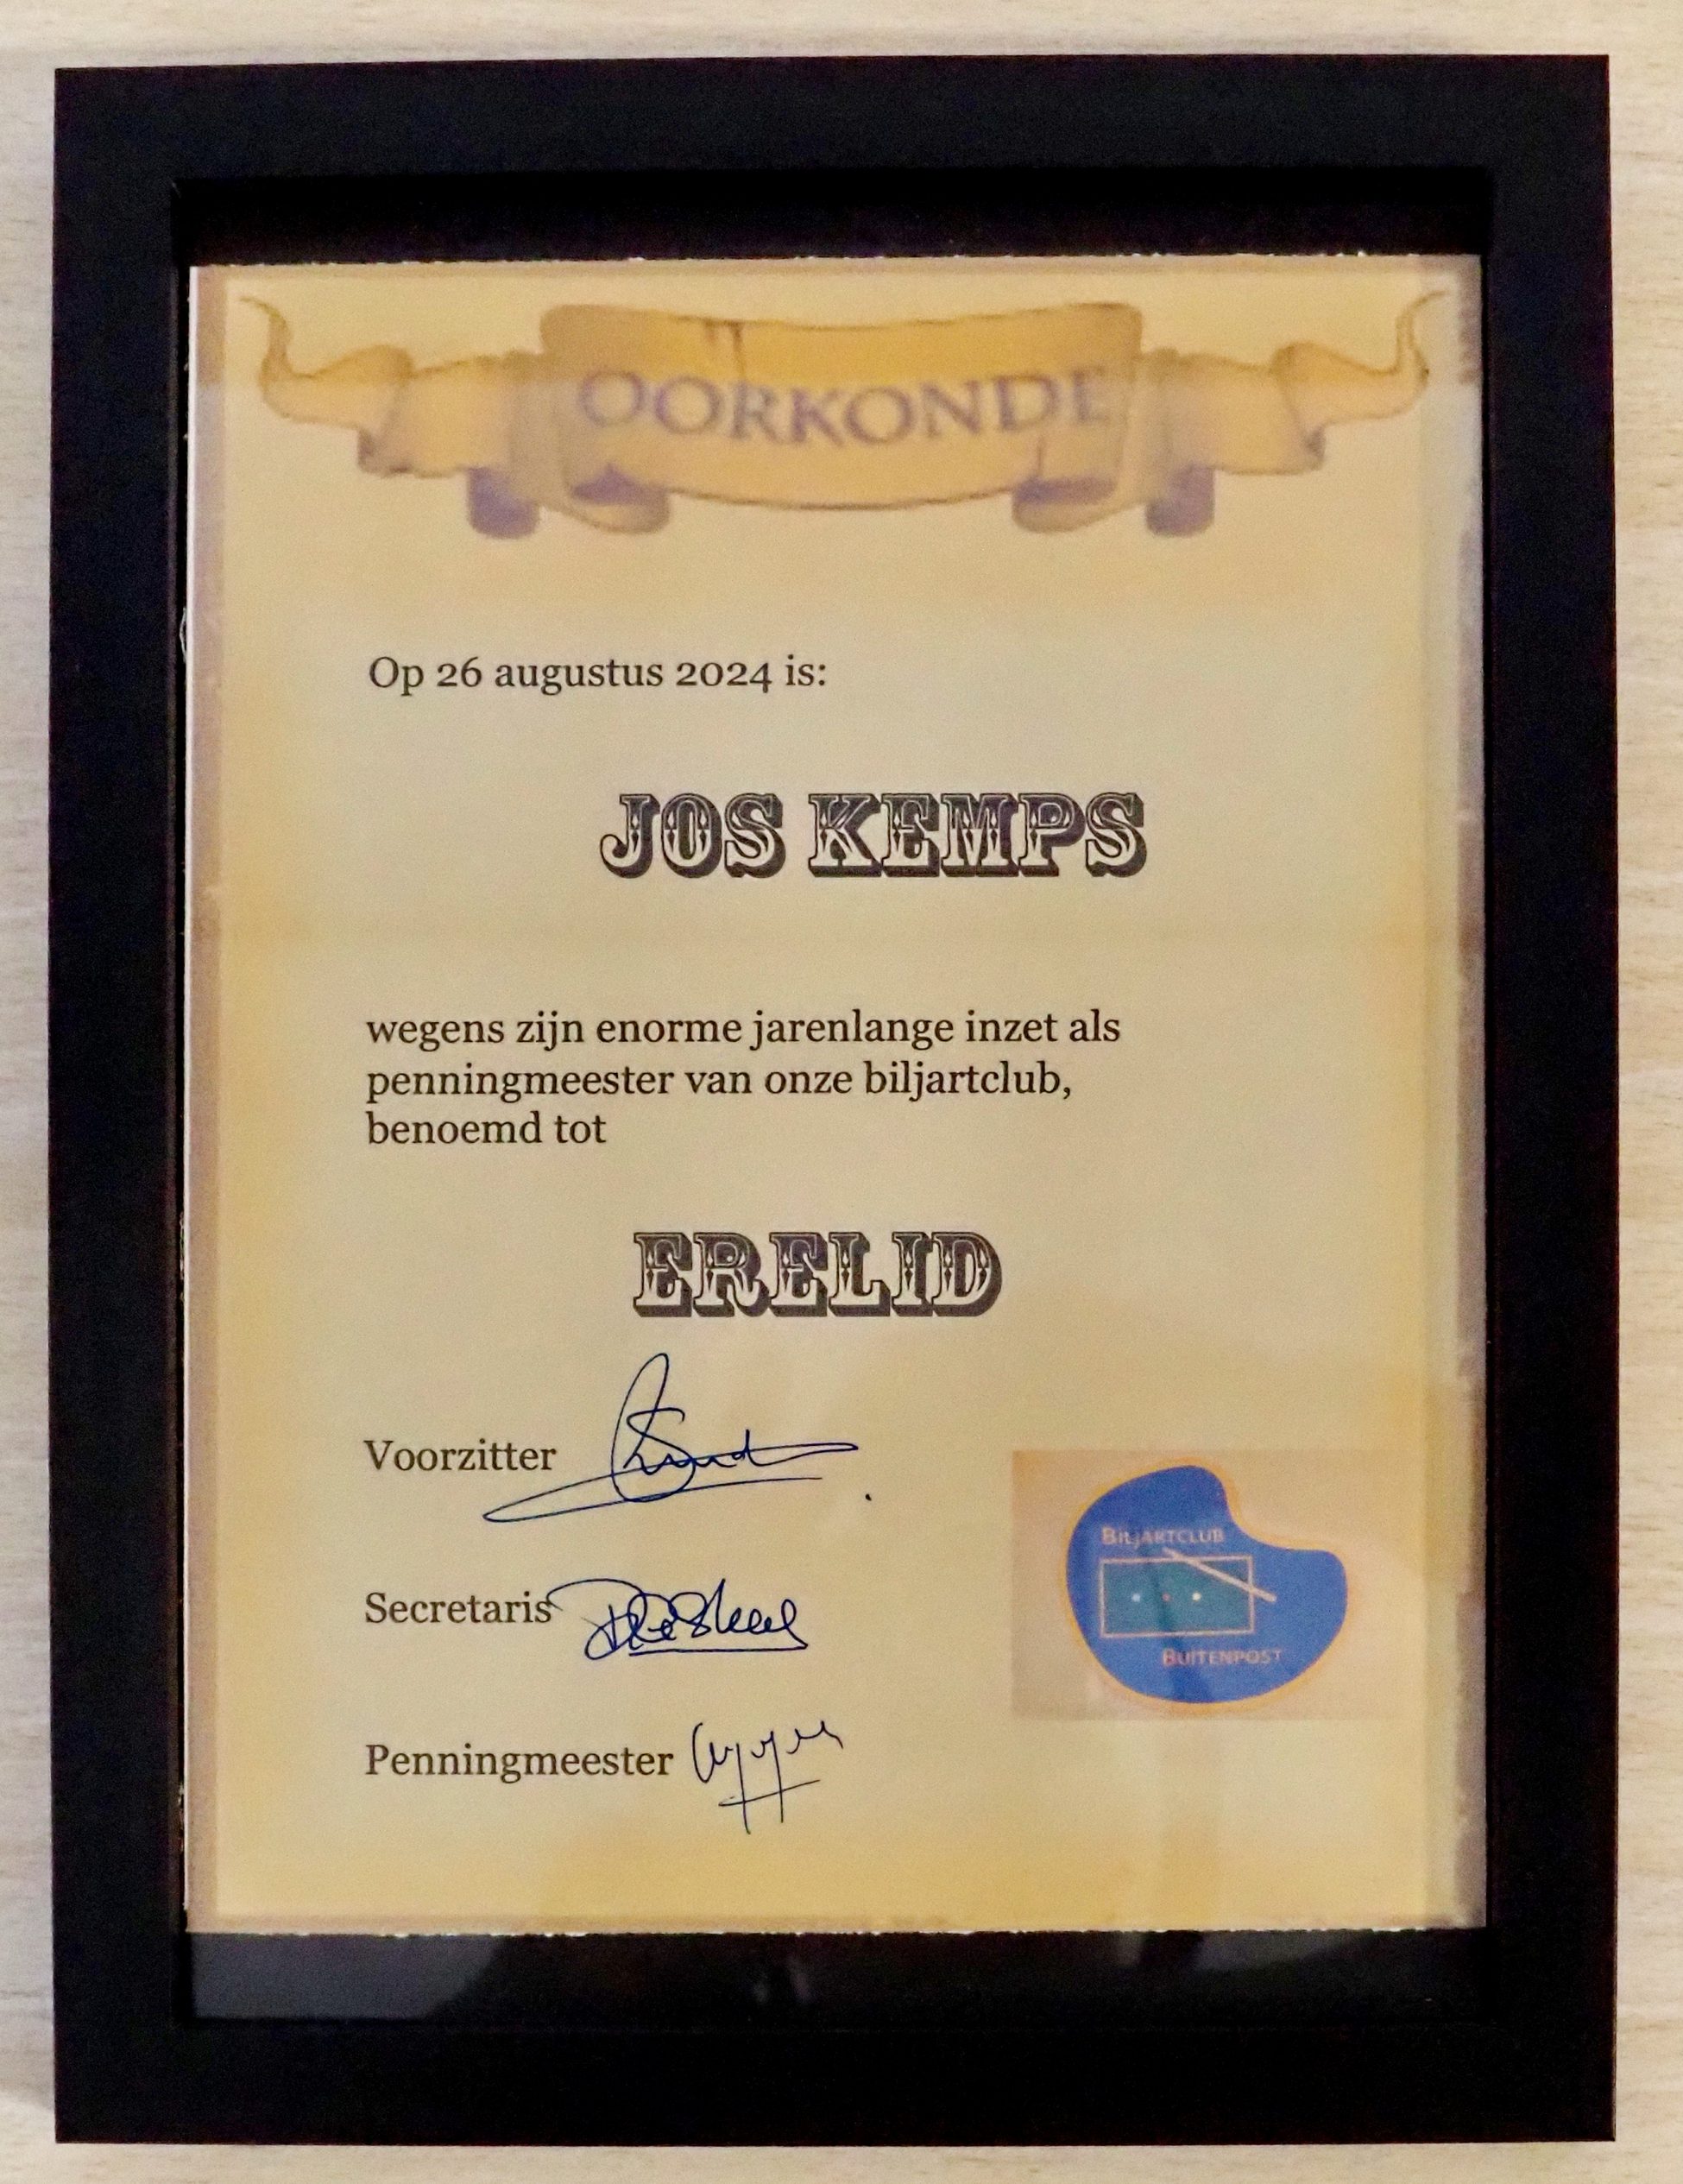 OORKONDE
Op 26 augustus 2024 is:
JOS KEMPS
wegens zijn enorme jarenlange inzet als
penningmeester van onze biljartclub,
benoemd tot
ERELID
Voorzitter
Secretaris
Penningmeester
BILJARTCLUB
BUITENPOST